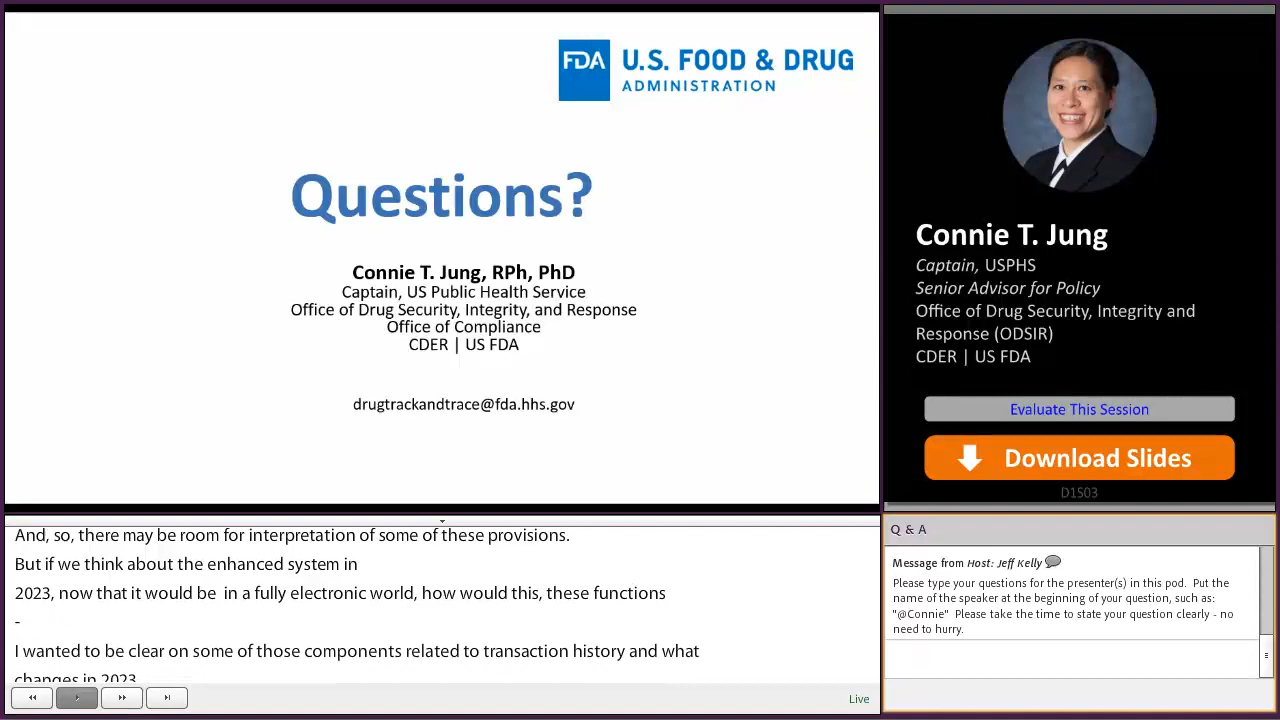 FDA
U.S. FOOD & DRUG
ADMINISTRATION
Questions?
Connie T. Jung, RPh, PhD
Captain, US Public Health Service
Office of Drug Security, Integrity, and Response
Office of Compliance
CDER | US FDA
drugtrackandtrace@fda.hhs.gov
Connie T. Jung
Captain, USPHS
Senior Advisor for Policy
Office of Drug Security, Integrity and
Response (ODSIR)
CDER | US FDA
Evaluate This Session
Download Slides
D1503
And, so, there may be room for interpretation of some of these provisions.
But if we think about the enhanced system in
2023, now that it would be in a fully electronic world, how would this, these functions
-
I wanted to be clear on some of those components related to transaction history and what
changes in 2023
Live
Q & A
Message from Host: Jeff Kelly
Please type your questions for the presenter(s) in this pod. Put the
name of the speaker at the beginning of your question, such as:
"@Connie" Please take the time to state your question clearly - no
need to hurry.